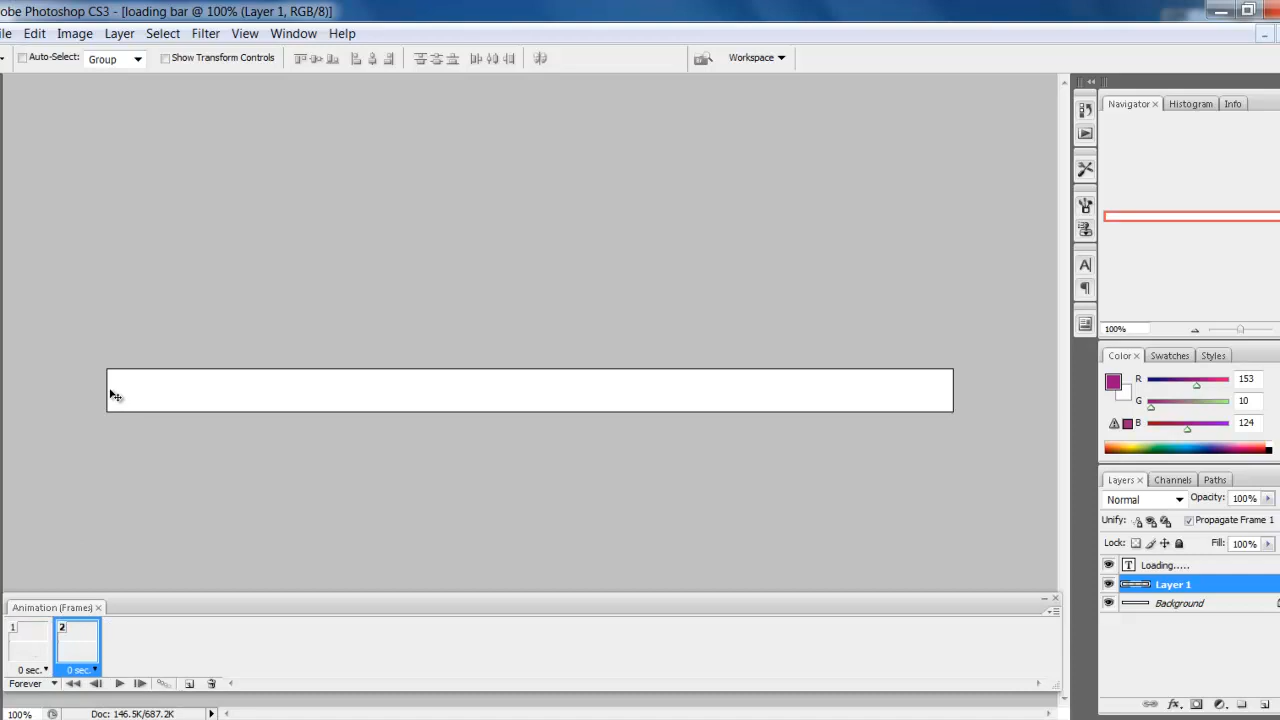 obe Photoshop CS3 - [loading bar @ 100% (Layer 1, RGB/8)]
ile Edit Image Layer Select Filter View Window Help
Auto-Select: Group Show Transform Controls Workspace
Navigator Histogram Info
100%
Color Swatches Styles
R 153
G 10
B 124
Layers Channels Paths
Normal Opacity: 100%
Unify: Propagate Frame 1
Lock: Fill: 100%
T Loading.....
Layer 1
Background
Animation (Frames)
1 2
0 sec. 0 sec.
Forever
100% Doc: 146.5K/687.2K